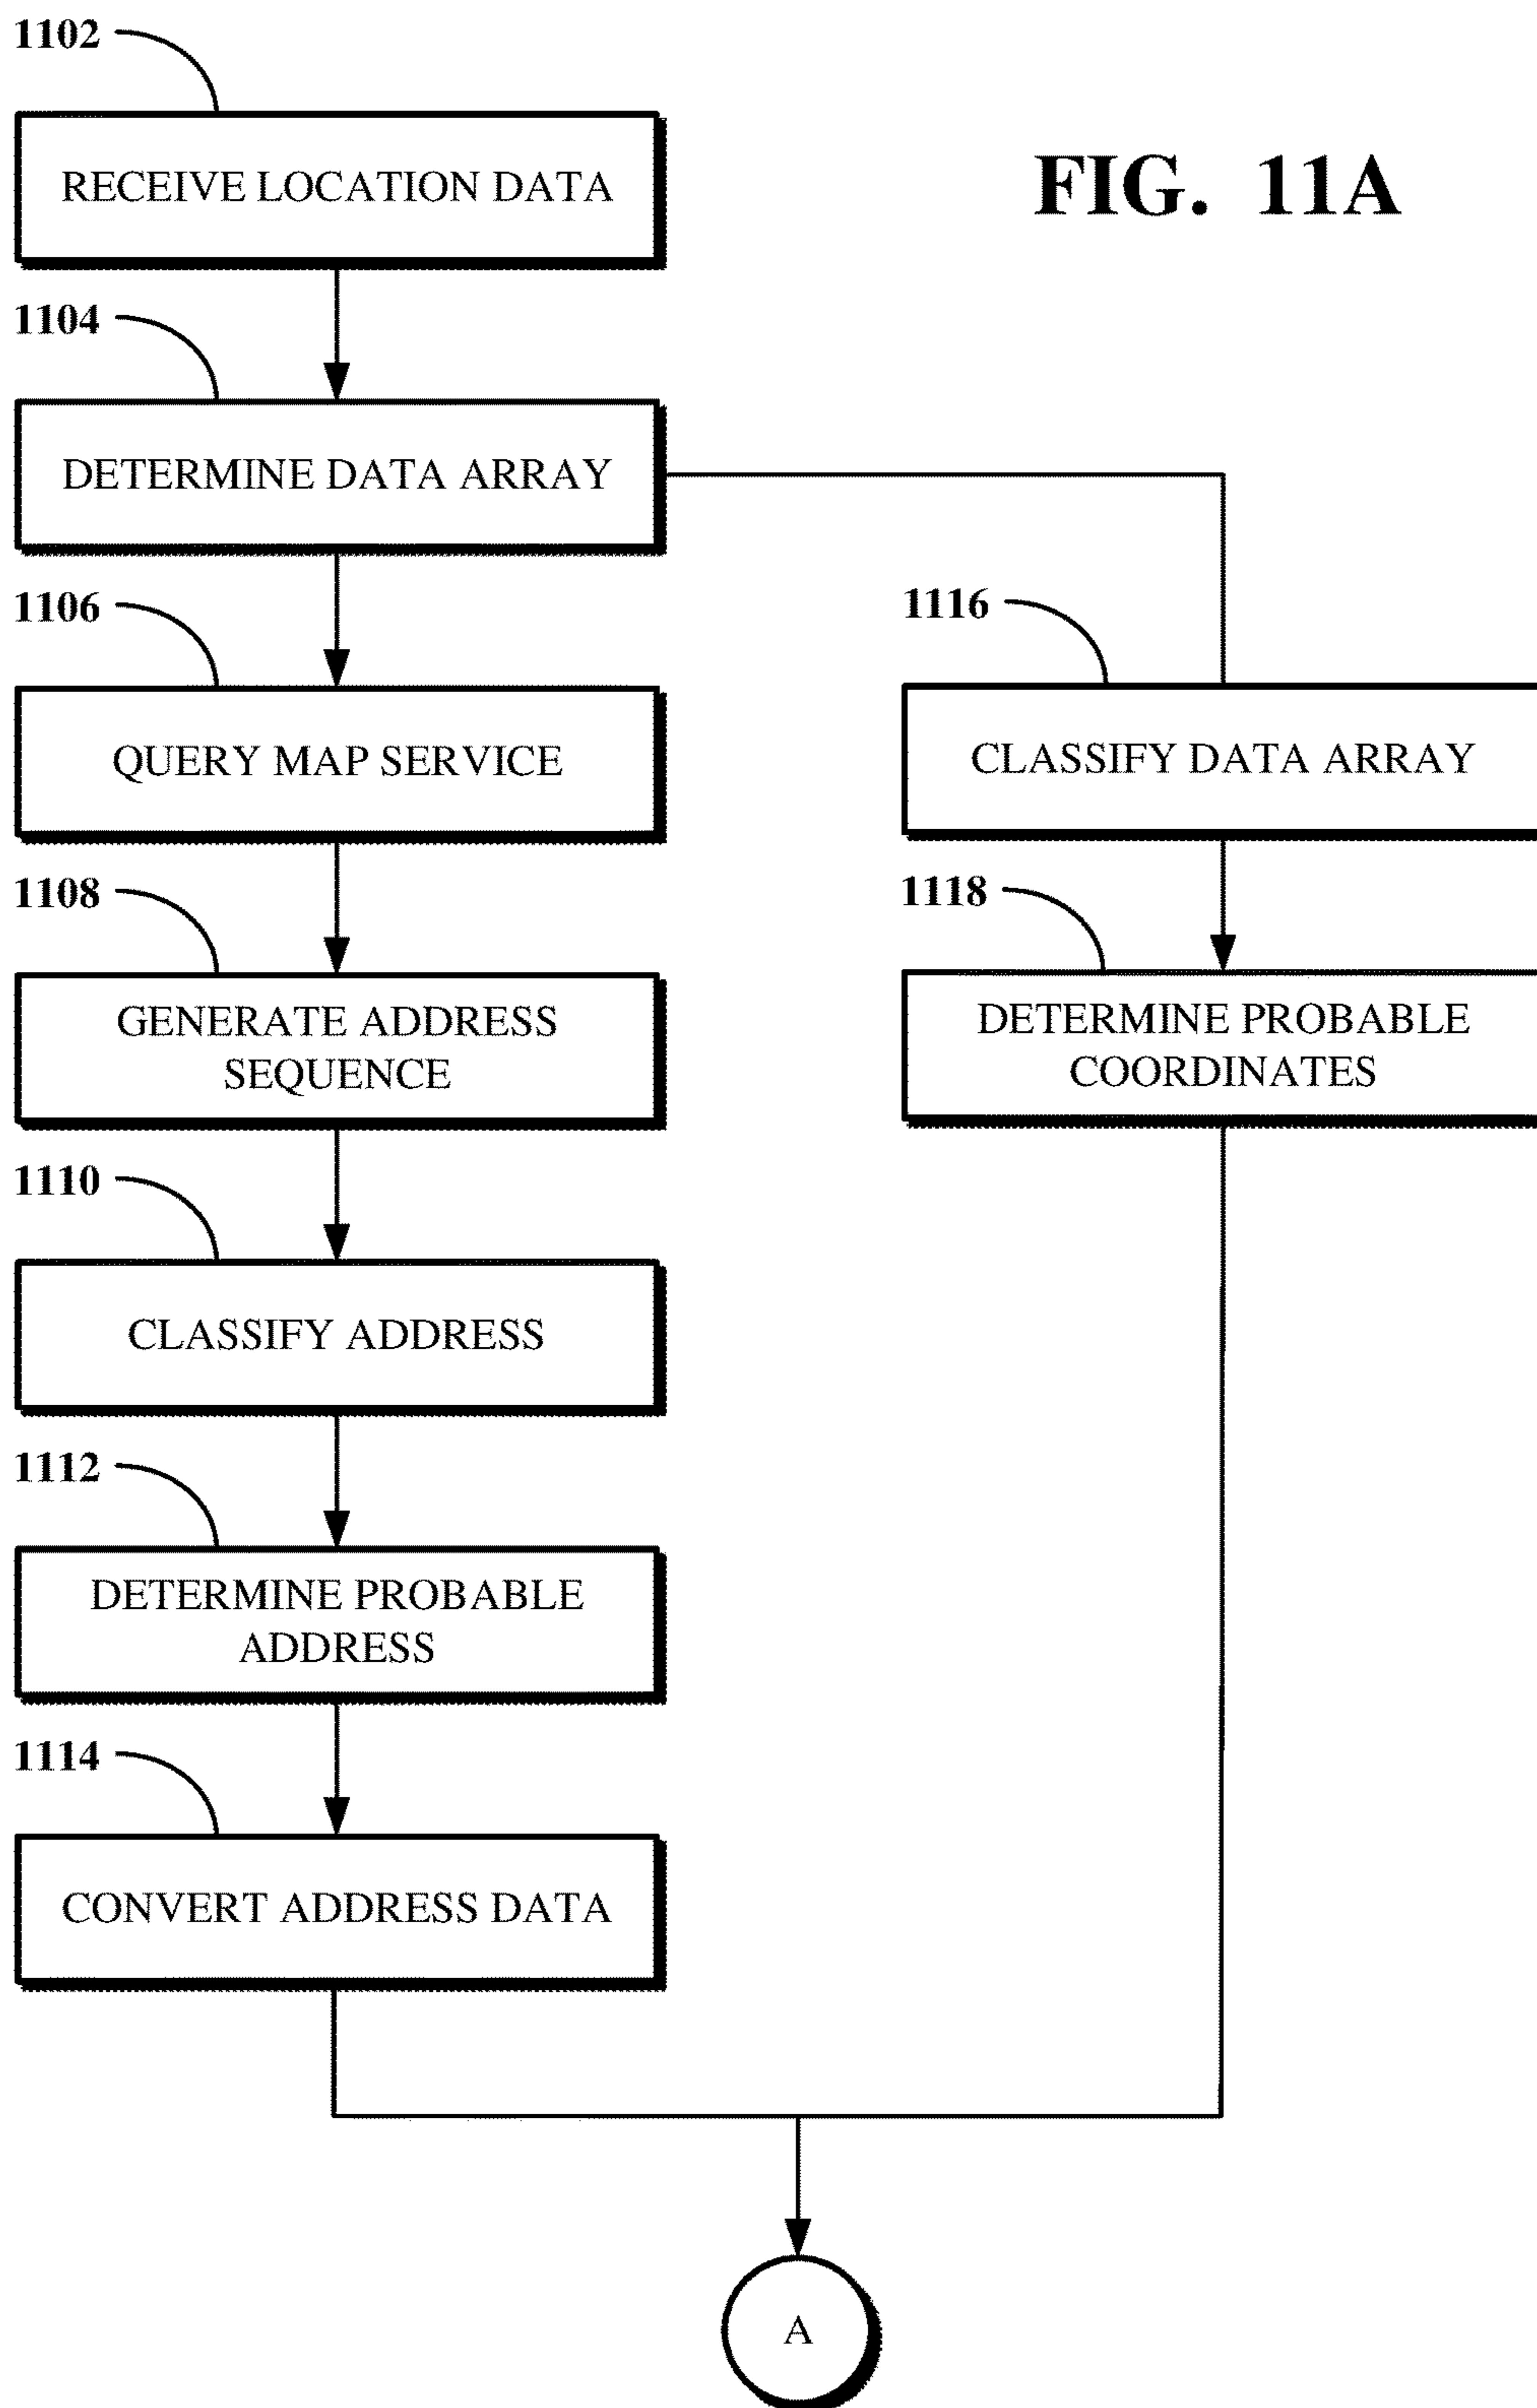 1102
RECEIVE LOCATION DATA
FIG. 11A
1104
DETERMINE DATA ARRAY
1106
QUERY MAP SERVICE
1108
GENERATE ADDRESS
SEQUENCE
1110
CLASSIFY ADDRESS
1112
DETERMINE PROBABLE
ADDRESS
1114
CONVERT ADDRESS DATA
1116
CLASSIFY DATA ARRAY
1118
DETERMINE PROBABLE
COORDINATES
A